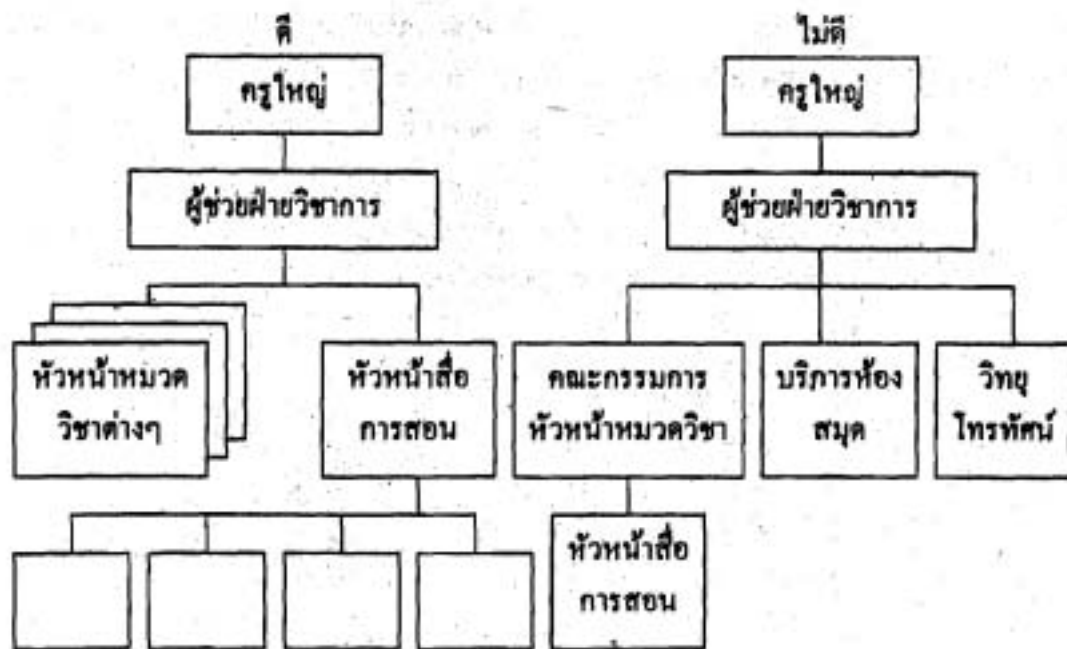 ดี
ครูใหญ่
ผู้ช่วยฝ่ายวิชาการ
หัวหน้าหมวด
วิชาต่างๆ
หัวหน้าสื่อ
การสอน
ไม่ดี
ครูใหญ่
ผู้ช่วยฝ่ายวิชาการ
คณะกรรมการ
หัวหน้าหมวดวิชา
บริการห้อง
สมุด
วิทยุ
โทรทัศน์
หัวหน้าสื่อ
การสอน